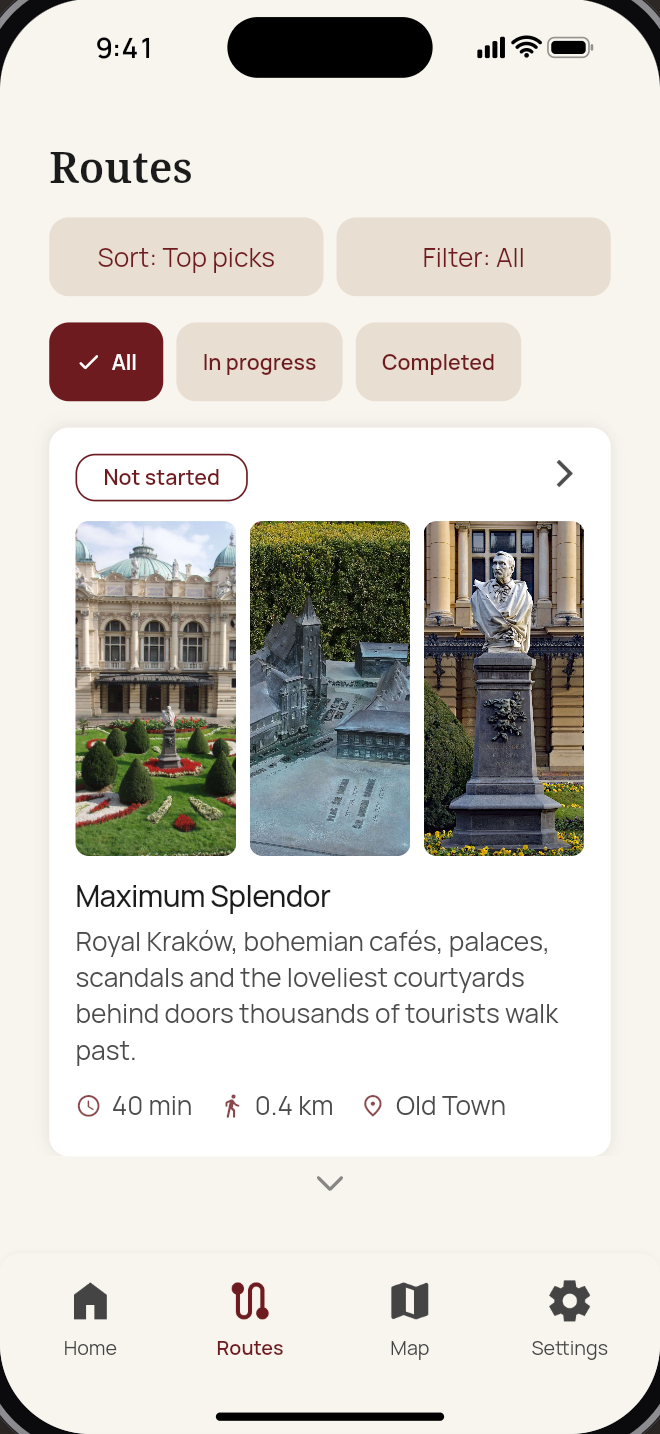 9:41
Routes
Sort: Top picks
Filter: All
All
In progress
Completed
Not started
Maximum Splendor
Royal Kraków, bohemian cafés, palaces,
scandals and the loveliest courtyards
behind doors thousands of tourists walk
past.
40 min
0.4 km
Old Town
Home
Routes
Map
Settings